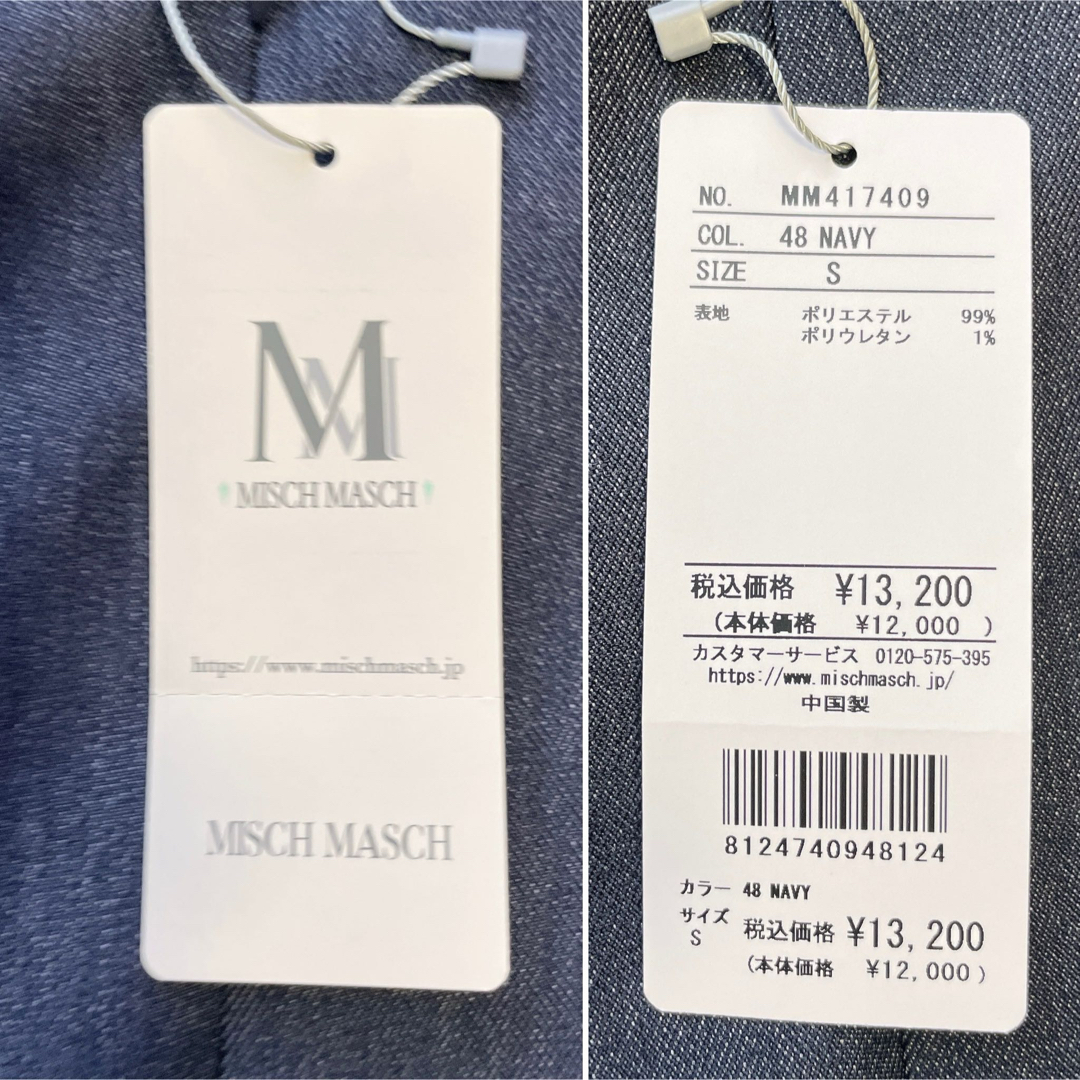 M
MISCH MASCH
https://www.mischmasch.jp
MISCH MASCH
NO. MM417409
COL. 48 NAVY
SIZE S
表地 ポリエステル 99%
ポリウレタン 1%
税込価格 ¥13,200
(本体価格 ¥12,000 )
カスタマーサービス 0120-575-395
https://www.mischmasch.jp/
中国製
8124740948124
カラー 48 NAVY
サイズ
S
税込価格 ¥13,200
(本体価格 ¥12,000 )